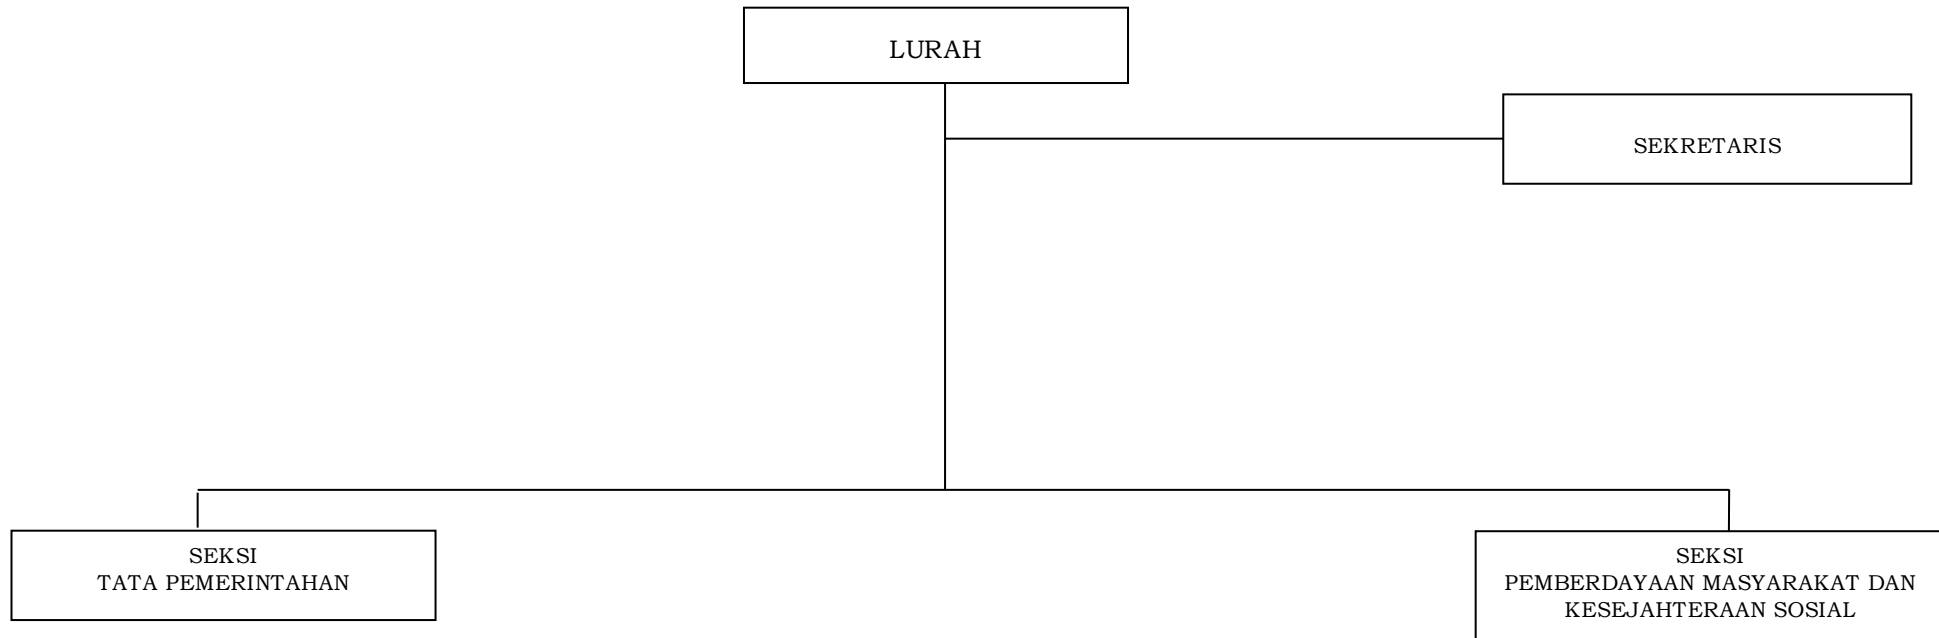 LURAH
SEKRETARIS
SEKSI
TATA PEMERINTAHAN
SEKSI
PEMBERDAYAAN MASYARAKAT DAN
KESEJAHTERAAN SOSIAL